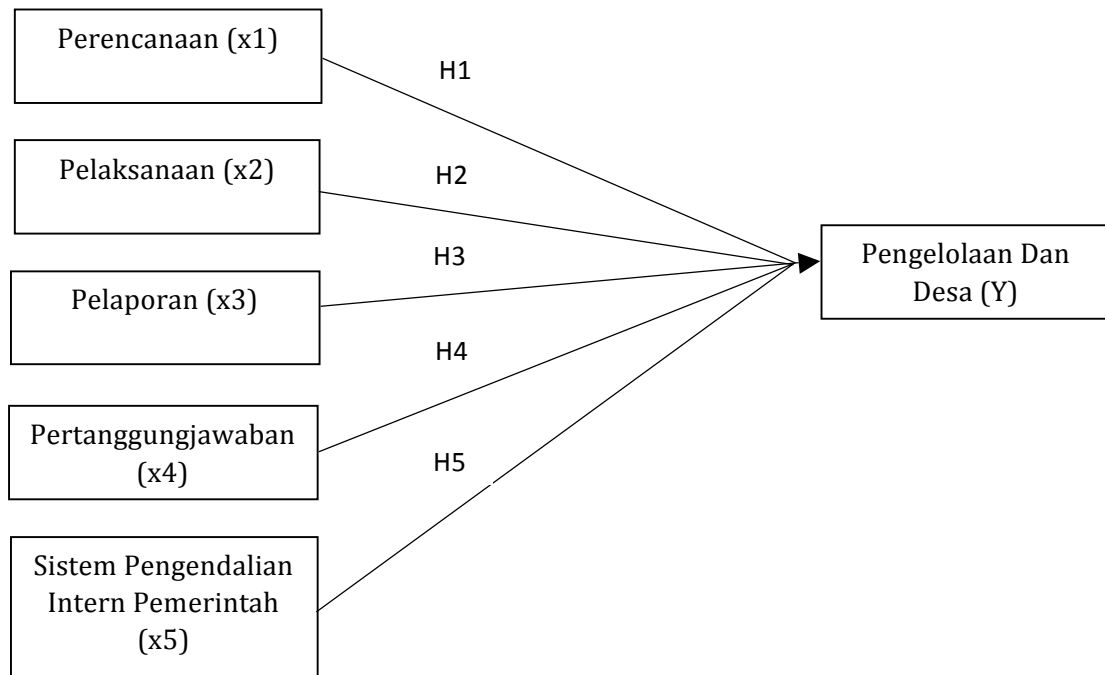 Perencanaan (x1)
H1
Pelaksanaan (x2)
H2
Pelaporan (x3)
H3
Pertanggungjawaban
(x4)
H4
Sistem Pengendalian
Intern Pemerintah
(x5)
H5
Pengelolaan Dan
Desa (Y)